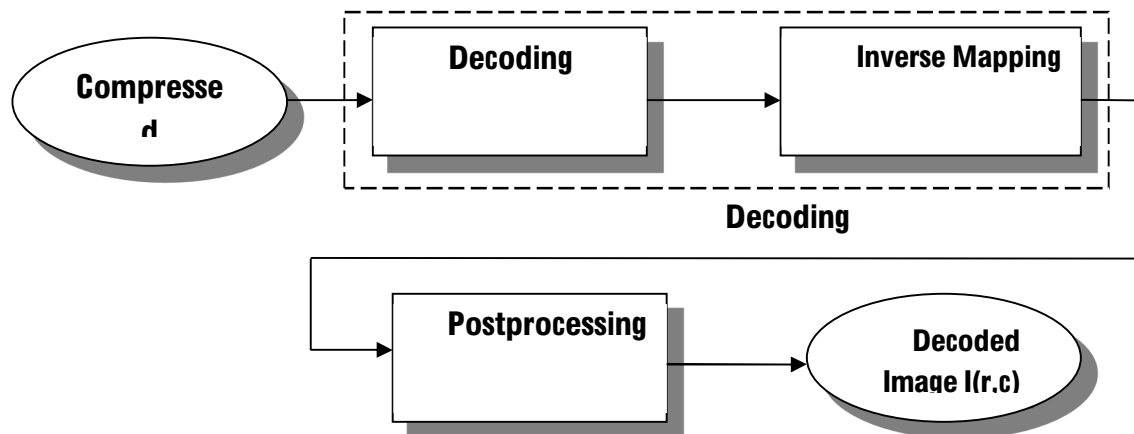 Compresse
d
Decoding
Inverse Mapping
Decoding
Postprocessing
Decoded
Image I(r,c)